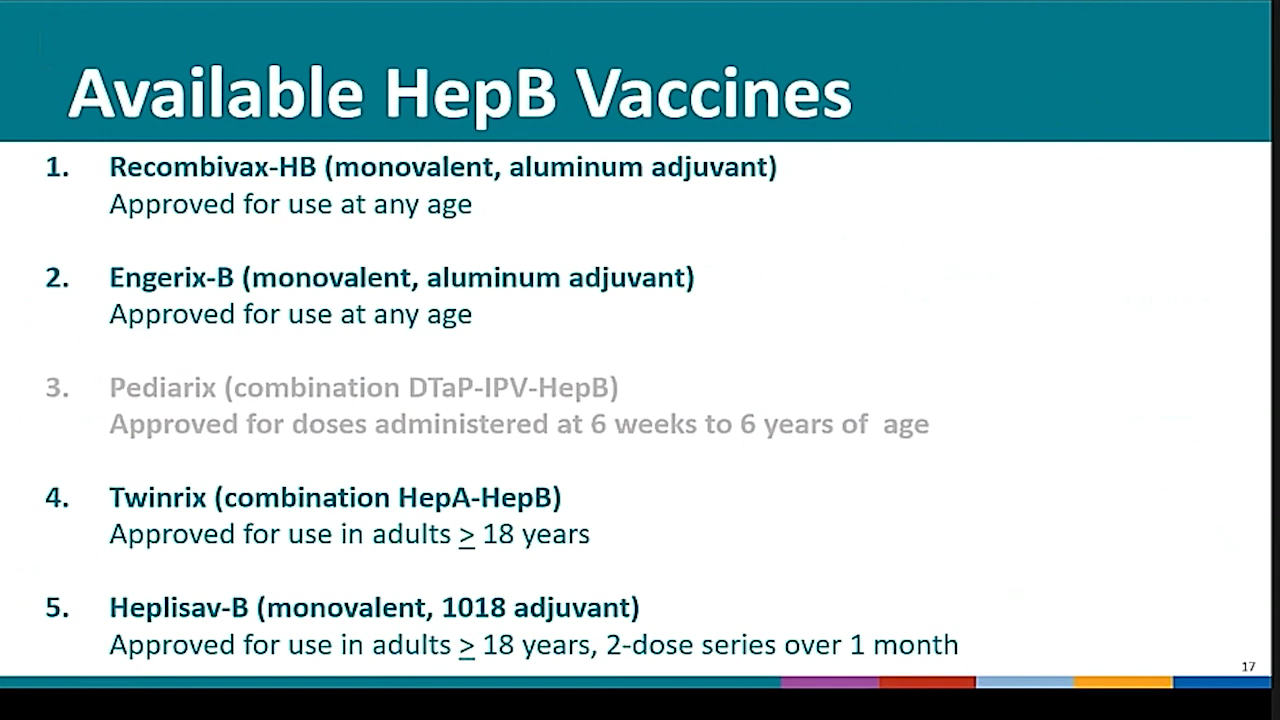 Available HepB Vaccines
1. Recombivax-HB (monovalent, aluminum adjuvant)
Approved for use at any age
2. Engerix-B (monovalent, aluminum adjuvant)
Approved for use at any age
3. Pediarix (combination DTaP-IPV-HepB)
Approved for doses administered at 6 weeks to 6 years of age
4. Twinrix (combination HepA-HepB)
Approved for use in adults ≥ 18 years
5. Heplisav-B (monovalent, 1018 adjuvant)
Approved for use in adults ≥ 18 years, 2-dose series over 1 month
17